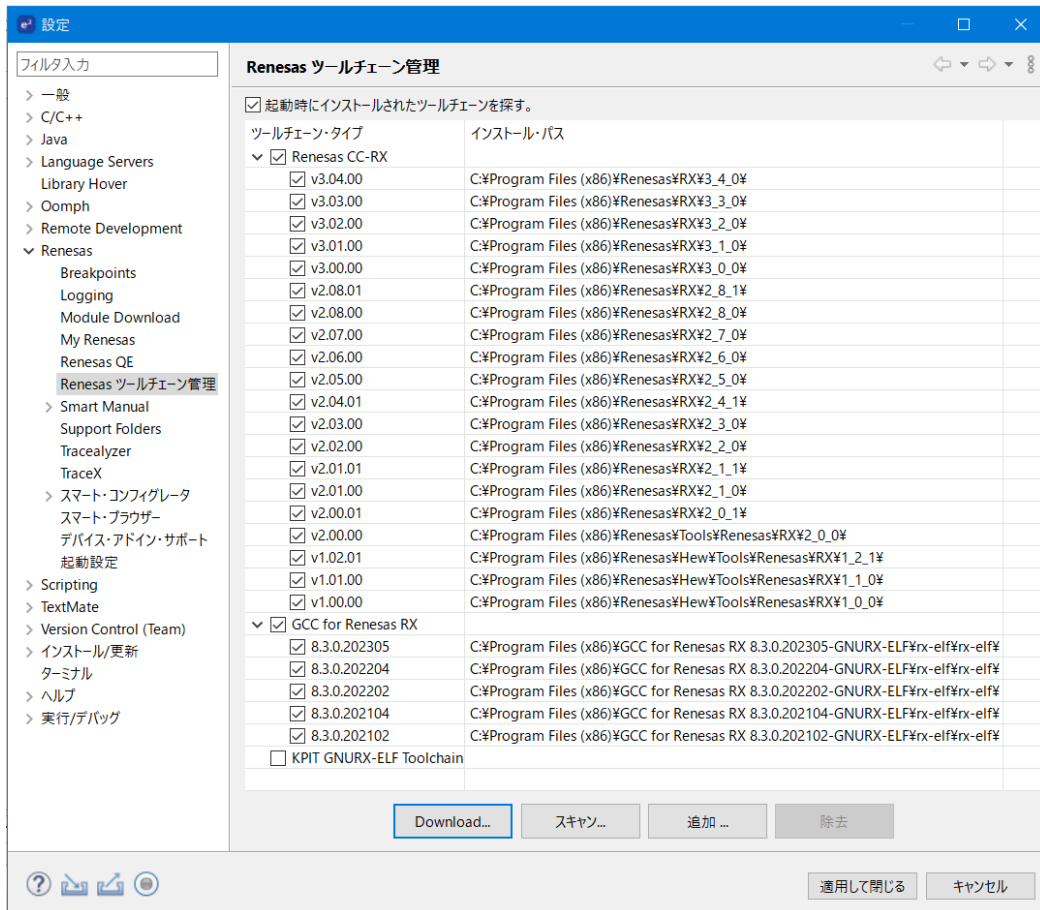 e² 設定
フィルタ入力
一般
C/C++
Java
Language Servers
Library Hover
Oomph
Remote Development
Renesas
Breakpoints
Logging
Module Download
My Renesas
Renesas QE
Renesas ツールチェーン管理
Smart Manual
Support Folders
Tracealyzer
TraceX
スマート・コンフィグレータ
スマート・ブラウザー
デバイス・アドイン・サポート
起動設定
Scripting
TextMate
Version Control (Team)
インストール/更新
ターミナル
ヘルプ
実行/デバッグ
Renesas ツールチェーン管理
起動時にインストールされたツールチェーンを探す。
ツールチェーン・タイプ インストール・パス
Renesas CC-RX
v3.04.00 C:¥Program Files (x86)¥Renesas¥RX¥3_4_0¥
v3.03.00 C:¥Program Files (x86)¥Renesas¥RX¥3_3_0¥
v3.02.00 C:¥Program Files (x86)¥Renesas¥RX¥3_2_0¥
v3.01.00 C:¥Program Files (x86)¥Renesas¥RX¥3_1_0¥
v3.00.00 C:¥Program Files (x86)¥Renesas¥RX¥3_0_0¥
v2.08.01 C:¥Program Files (x86)¥Renesas¥RX¥2_8_1¥
v2.08.00 C:¥Program Files (x86)¥Renesas¥RX¥2_8_0¥
v2.07.00 C:¥Program Files (x86)¥Renesas¥RX¥2_7_0¥
v2.06.00 C:¥Program Files (x86)¥Renesas¥RX¥2_6_0¥
v2.05.00 C:¥Program Files (x86)¥Renesas¥RX¥2_5_0¥
v2.04.01 C:¥Program Files (x86)¥Renesas¥RX¥2_4_1¥
v2.03.00 C:¥Program Files (x86)¥Renesas¥RX¥2_3_0¥
v2.02.00 C:¥Program Files (x86)¥Renesas¥RX¥2_2_0¥
v2.01.01 C:¥Program Files (x86)¥Renesas¥RX¥2_1_1¥
v2.01.00 C:¥Program Files (x86)¥Renesas¥RX¥2_1_0¥
v2.00.01 C:¥Program Files (x86)¥Renesas¥RX¥2_0_1¥
v2.00.00 C:¥Program Files (x86)¥Renesas¥Tools¥Renesas¥RX¥2_0_0¥
v1.02.01 C:¥Program Files (x86)¥Renesas¥Hew¥Tools¥Renesas¥RX¥1_2_1¥
v1.01.00 C:¥Program Files (x86)¥Renesas¥Hew¥Tools¥Renesas¥RX¥1_1_0¥
v1.00.00 C:¥Program Files (x86)¥Renesas¥Hew¥Tools¥Renesas¥RX¥1_0_0¥
GCC for Renesas RX
8.3.0.202305 C:¥Program Files (x86)¥GCC for Renesas RX 8.3.0.202305-GNURX-ELF¥rx-elf¥rx-elf¥
8.3.0.202204 C:¥Program Files (x86)¥GCC for Renesas RX 8.3.0.202204-GNURX-ELF¥rx-elf¥rx-elf¥
8.3.0.202202 C:¥Program Files (x86)¥GCC for Renesas RX 8.3.0.202202-GNURX-ELF¥rx-elf¥rx-elf¥
8.3.0.202104 C:¥Program Files (x86)¥GCC for Renesas RX 8.3.0.202104-GNURX-ELF¥rx-elf¥rx-elf¥
8.3.0.202102 C:¥Program Files (x86)¥GCC for Renesas RX 8.3.0.202102-GNURX-ELF¥rx-elf¥rx-elf¥
KPIT GNURX-ELF Toolchain
Download... スキャン... 追加 ... 除去
? 適用して閉じる キャンセル